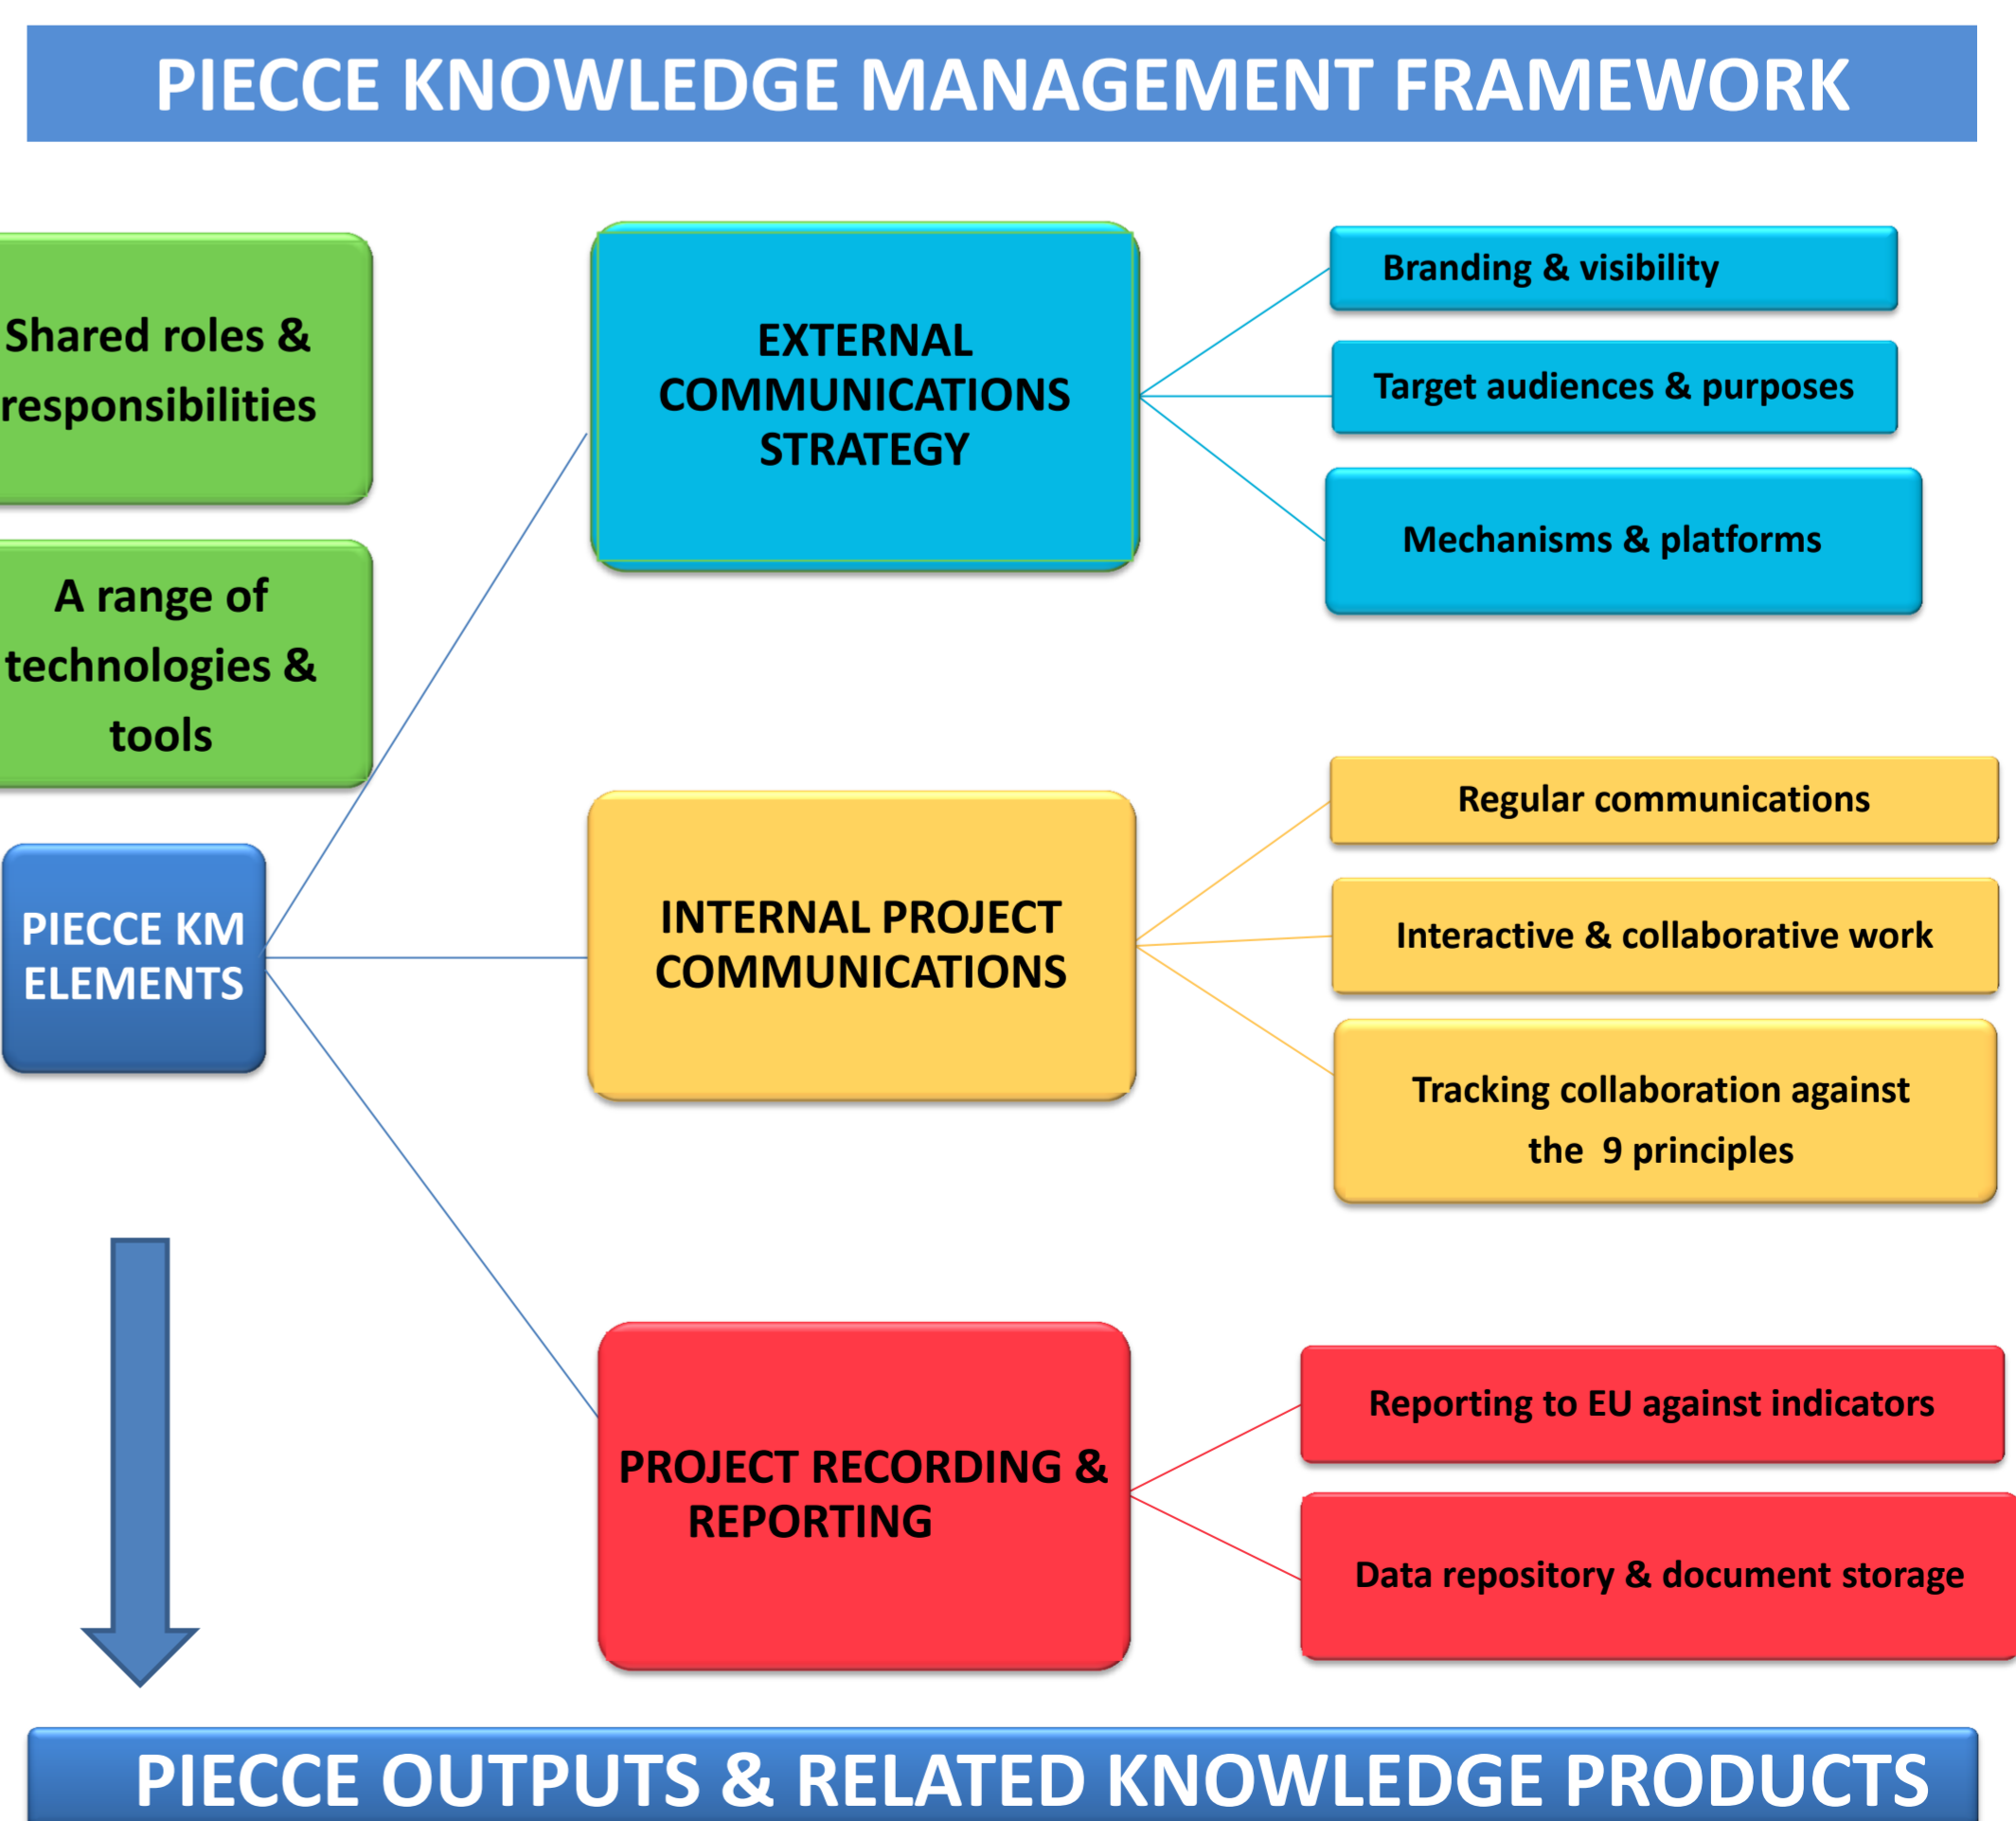 PIECCE KNOWLEDGE MANAGEMENT FRAMEWORK
Shared roles &
responsibilities
A range of
technologies &
tools
PIECCE KM
ELEMENTS
EXTERNAL
COMMUNICATIONS
STRATEGY
Branding & visibility
Target audiences & purposes
Mechanisms & platforms
INTERNAL PROJECT
COMMUNICATIONS
Regular communications
Interactive & collaborative work
Tracking collaboration against
the 9 principles
PROJECT RECORDING &
REPORTING
Reporting to EU against indicators
Data repository & document storage
PIECCE OUTPUTS & RELATED KNOWLEDGE PRODUCTS